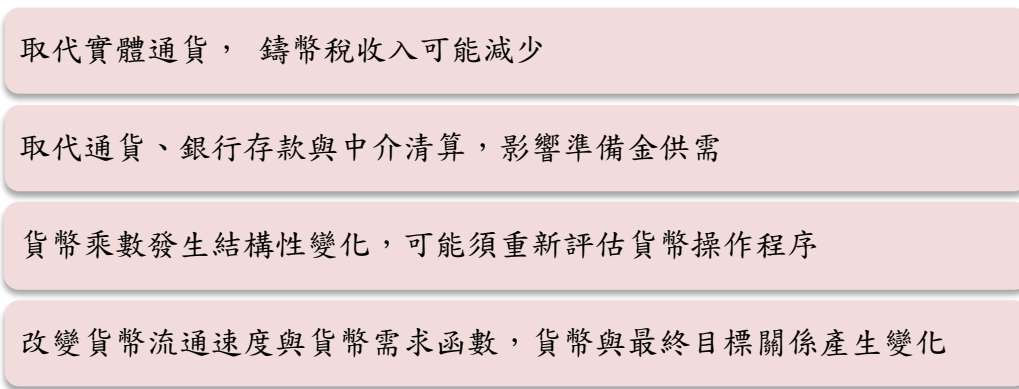 取代實體通貨， 鑄幣稅收入可能減少
取代通貨、銀行存款與中介清算，影響準備金供需
貨幣乘數發生結構性變化，可能須重新評估貨幣操作程序
改變貨幣流通速度與貨幣需求函數，貨幣與最終目標關係產生變化